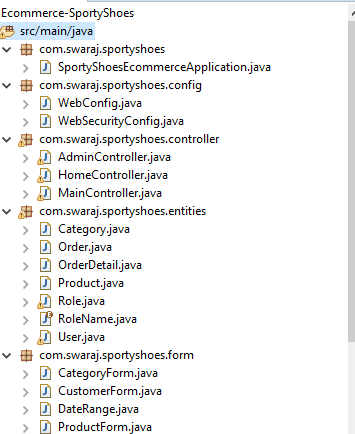 Ecommerce-SportyShoes
src/main/java
com.swaraj.sportyshoes
SportyShoesEcommerceApplication.java
com.swaraj.sportyshoes.config
WebConfig.java
WebSecurityConfig.java
com.swaraj.sportyshoes.controller
AdminController.java
HomeController.java
MainController.java
com.swaraj.sportyshoes.entities
Category.java
Order.java
OrderDetail.java
Product.java
Role.java
RoleName.java
User.java
com.swaraj.sportyshoes.form
CategoryForm.java
CustomerForm.java
DateRange.java
ProductForm.java